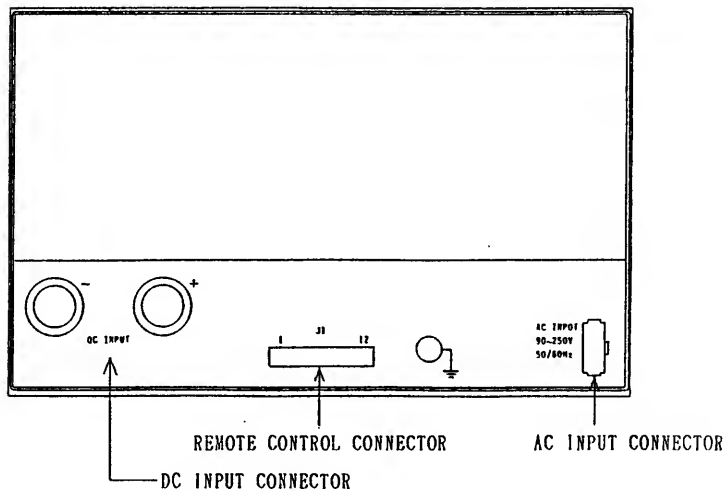 - +
DC INPUT
J1
1 12
AC INPUT
90~250V
50/60Hz
REMOTE CONTROL CONNECTOR
AC INPUT CONNECTOR
DC INPUT CONNECTOR